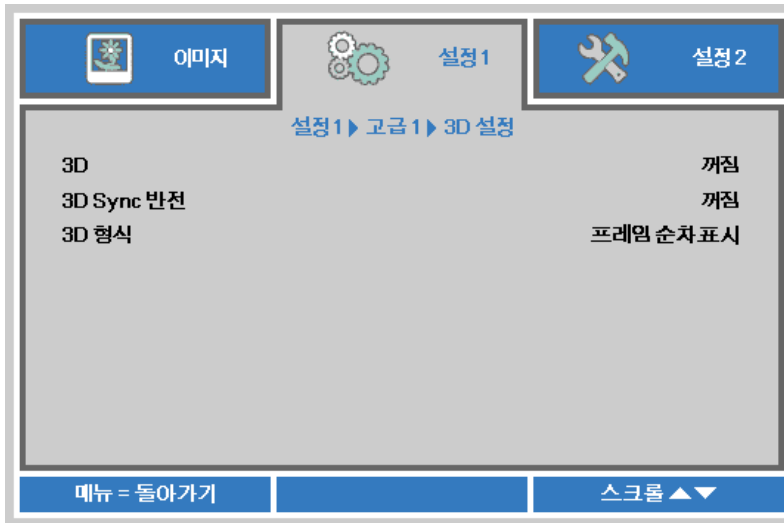 이미지
설정1
설정2
설정1▶고급1▶3D 설정
3D 꺼짐
3D Sync 반전 꺼짐
3D 형식 프레임 순차 표시
메뉴 = 돌아가기
스크롤▲▼